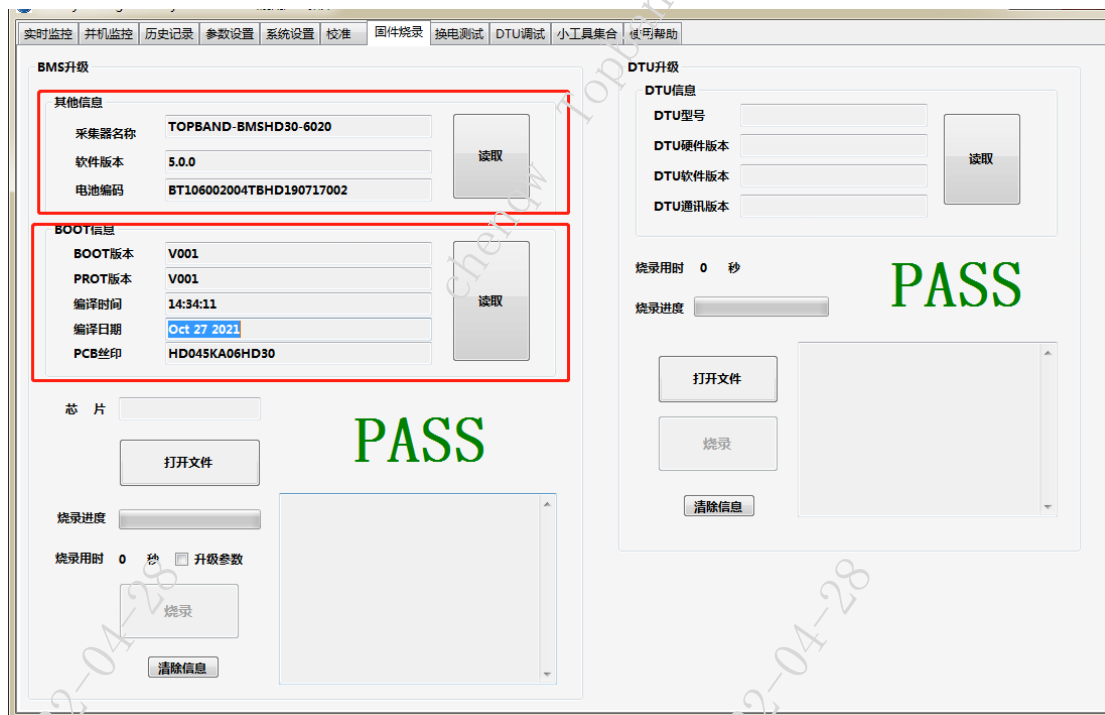 实时监控 并机监控 历史记录 参数设置 系统设置 校准 固件烧录 换电测试 DTU调试 小工具集合 使用帮助
BMS升级
其他信息
采集器名称 TOPBAND-BMSHD30-6020
软件版本 5.0.0
电池编码 BT106002004TBHD190717002
读取
BOOT信息
BOOT版本 V001
PROT版本 V001
编译时间 14:34:11
编译日期 Oct 27 2021
PCB丝印 HD045KA06HD30
读取
芯 片
打开文件
PASS
烧录进度
烧录用时 0 秒 升级参数
烧录
清除信息
DTU升级
DTU信息
DTU型号
DTU硬件版本
DTU软件版本
DTU通讯版本
读取
烧录用时 0 秒
烧录进度
PASS
打开文件
烧录
清除信息
chenqw
2-04-28
2-04-28